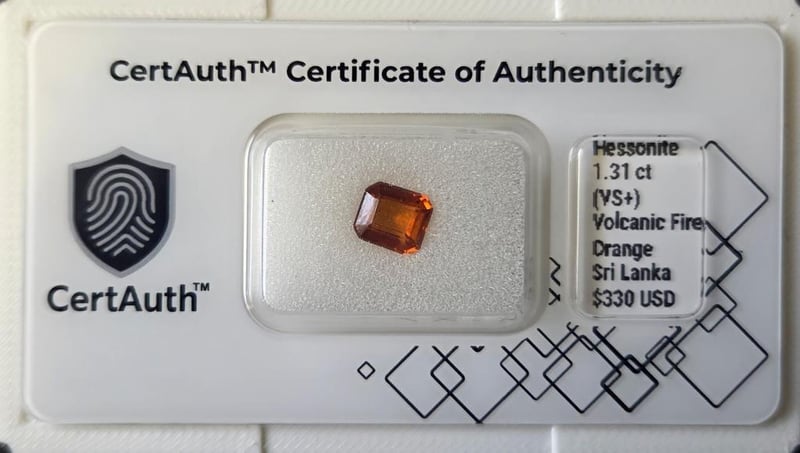 CertAuth™ Certificate of Authenticity
CertAuth™
Hessonite
1.31 ct
(VS+)
Volcanic Fire
Orange
Sri Lanka
$330 USD